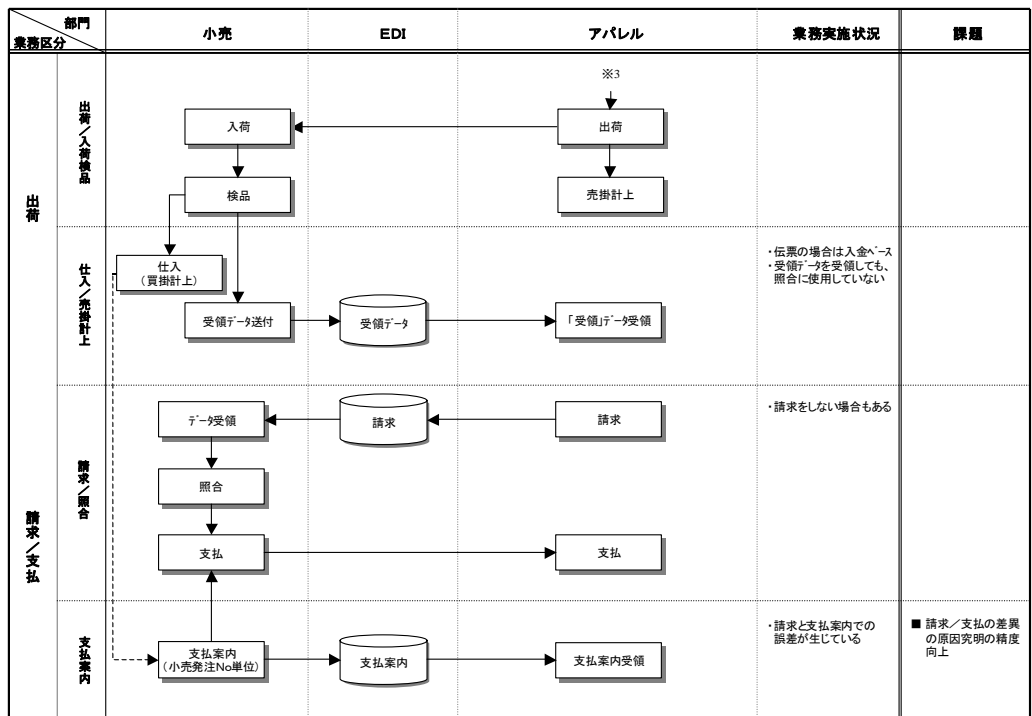 部門
業務区分
小売
EDI
アパレル
業務実施状況
課題
出荷
出荷／入荷検品
※3
入荷
出荷
検品
売掛計上
仕入／売掛計上
仕入
（買掛計上）
受領ﾃﾞｰﾀ送付
受領ﾃﾞｰﾀ
「受領」ﾃﾞｰﾀ受領
・伝票の場合は入金ﾍﾞｰｽ
・受領ﾃﾞｰﾀを受領しても、
照合に使用していない
請求／支払
請求／照合
ﾃﾞｰﾀ受領
請求
請求
・請求をしない場合もある
照合
支払
支払
支払案内
支払案内
（小売発注No単位）
支払案内
支払案内受領
・請求と支払案内での
誤差が生じている
■ 請求／支払の差異
の原因究明の精度
向上